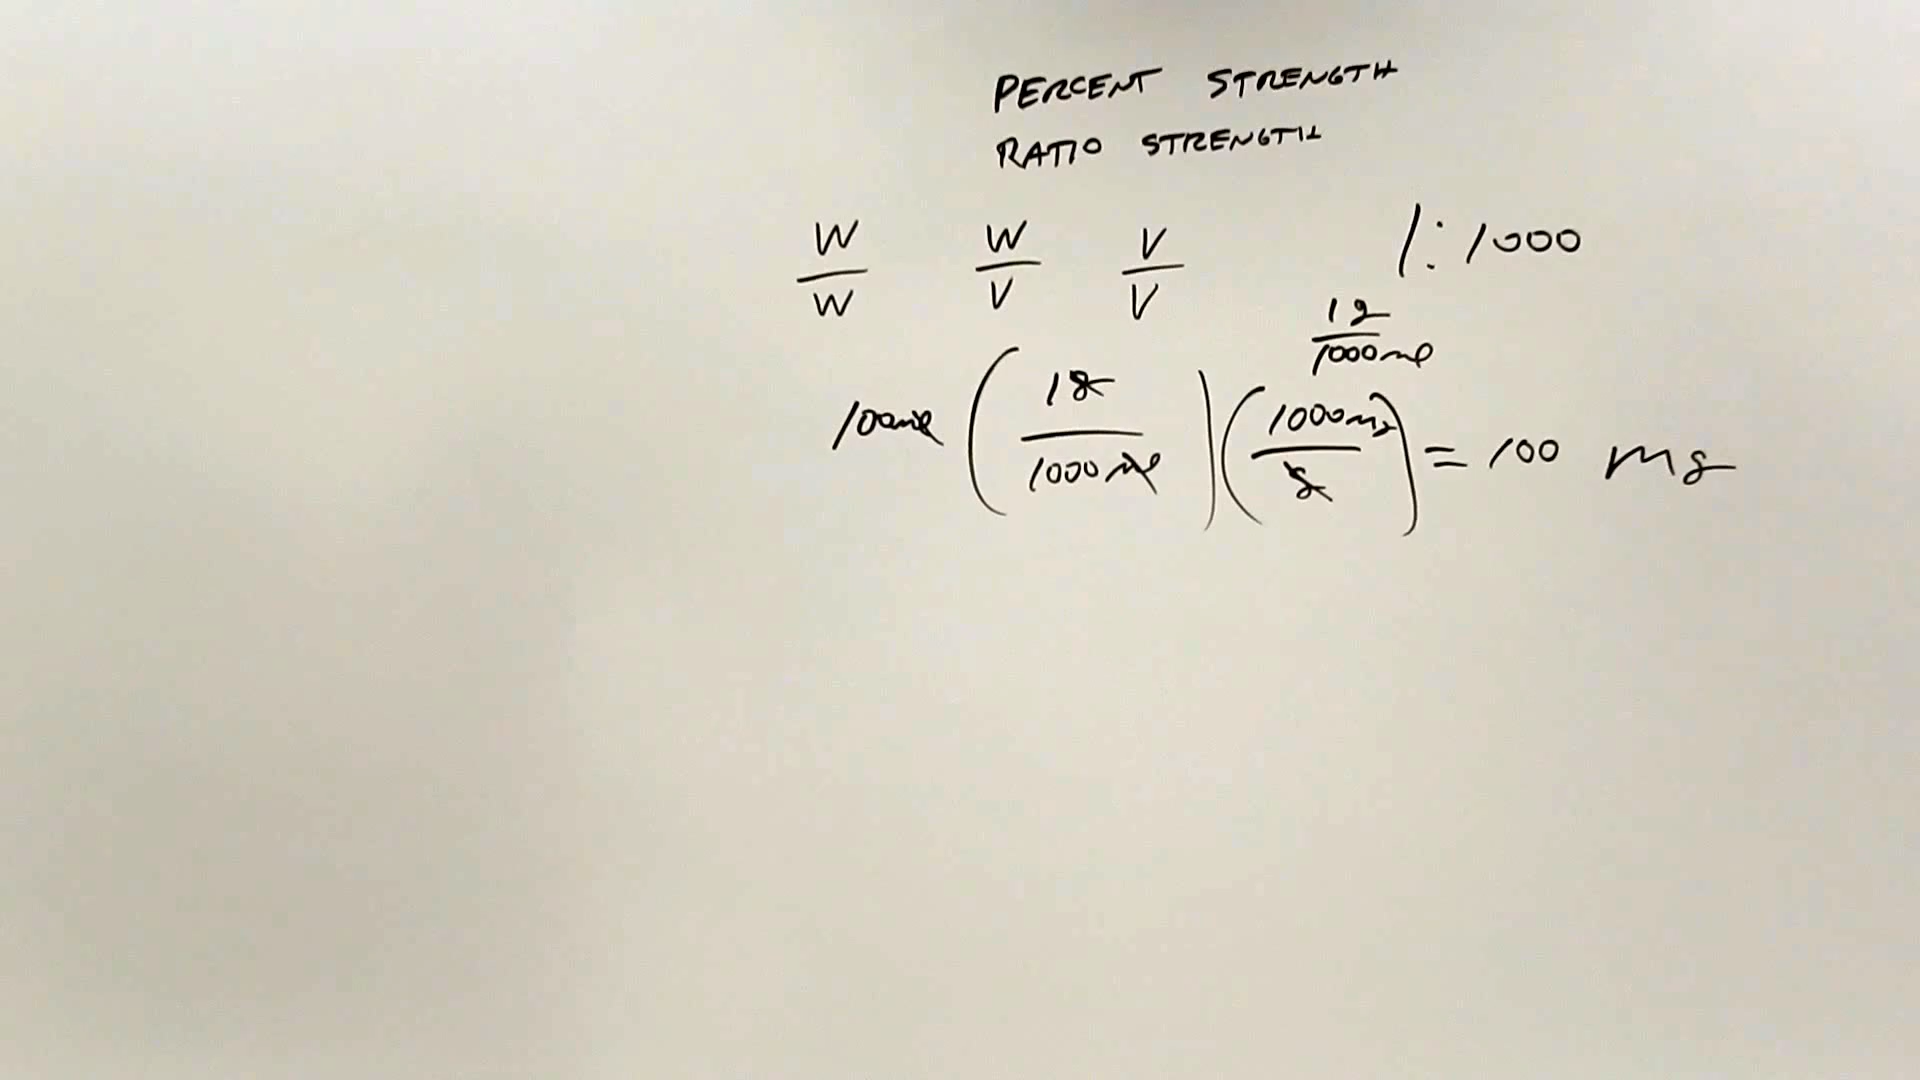 PERCENT STRENGTH
RATIO STRENGTH
W/W W/V V/V 1:1000
1g/1000ml
100ml (1g/1000ml)(1000mg/g) = 100 mg